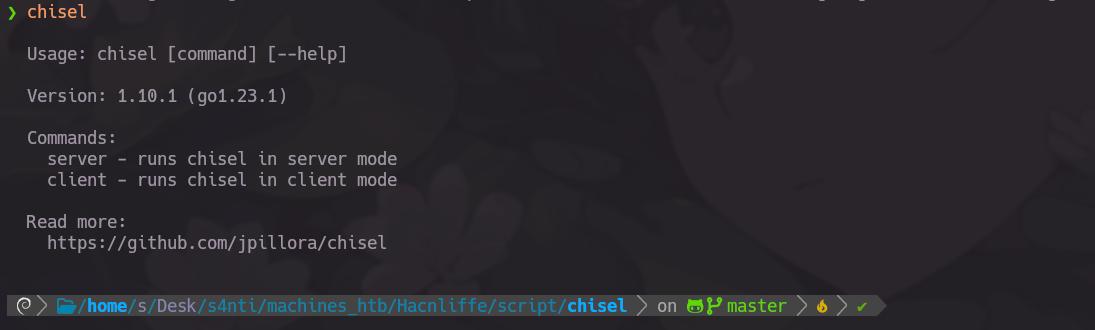 ❯ chisel
Usage: chisel [command] [--help]
Version: 1.10.1 (go1.23.1)
Commands:
server - runs chisel in server mode
client - runs chisel in client mode
Read more:
https://github.com/jpillora/chisel
/home/s/Desk/s4nti/machines_htb/Hacnliffe/script/chisel on master ✔